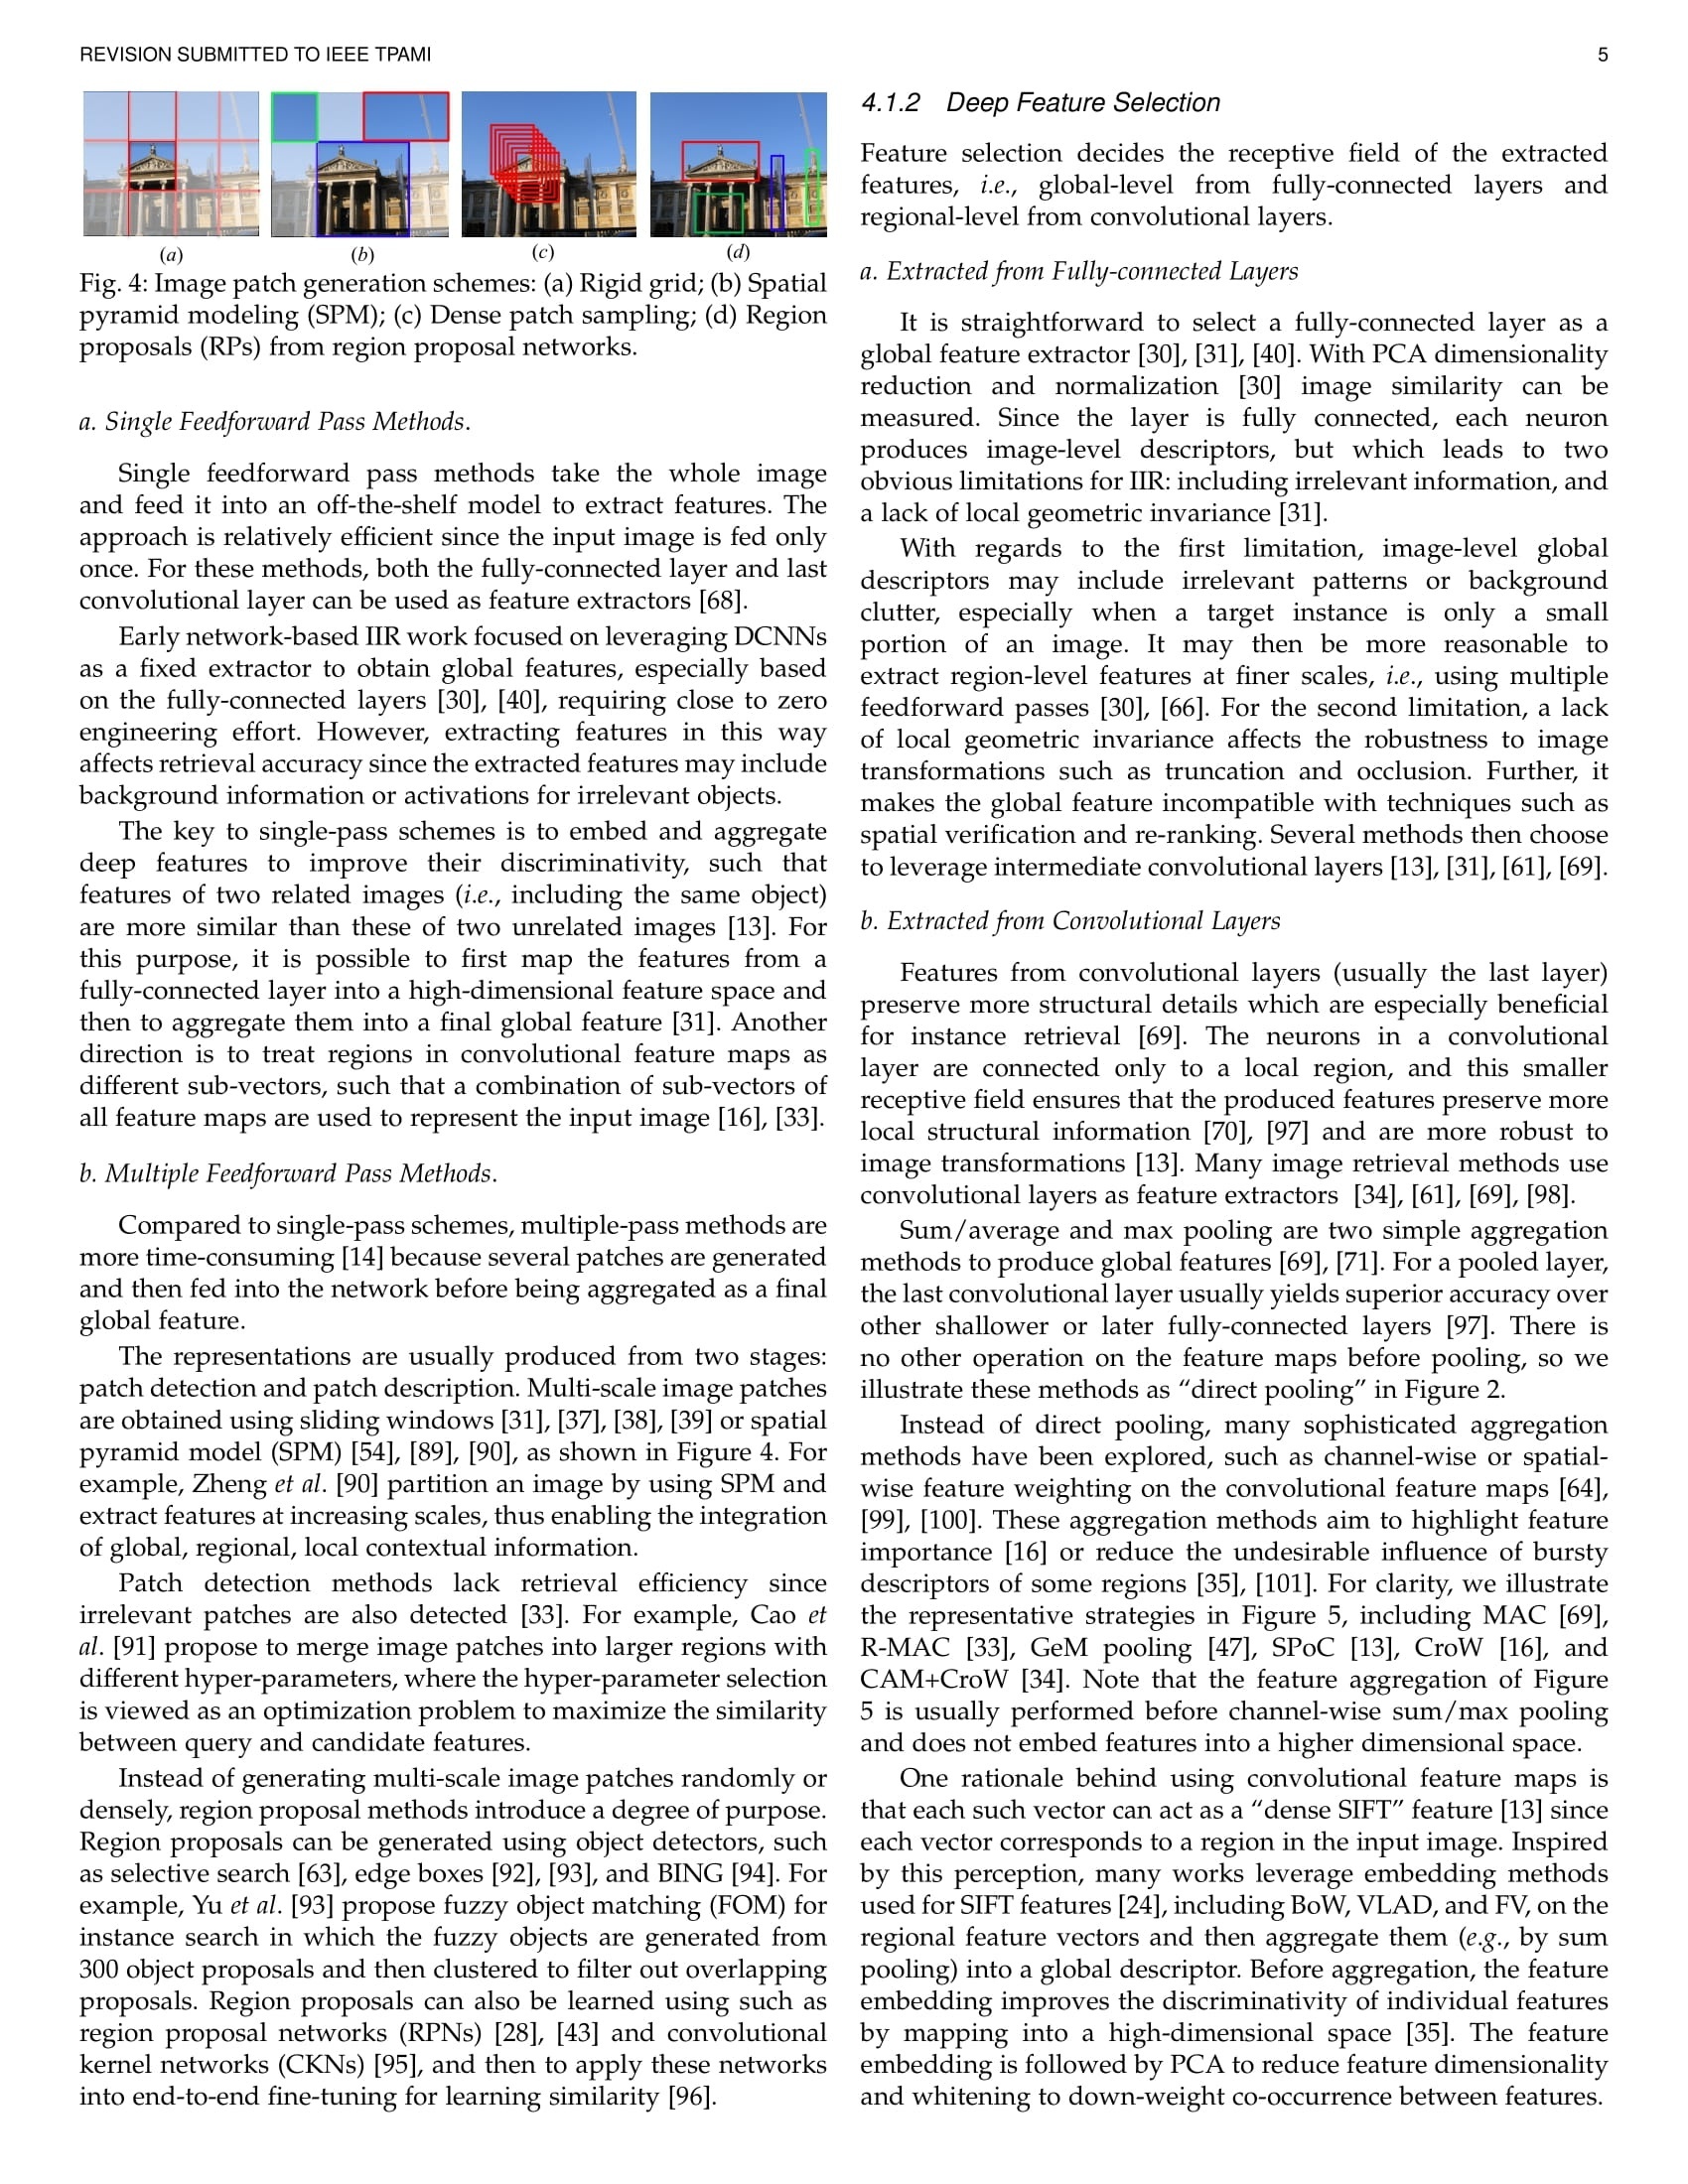 REVISION SUBMITTED TO IEEE TPAMI
5
(a)
(b)
(c)
(d)
Fig. 4: Image patch generation schemes: (a) Rigid grid; (b) Spatial
pyramid modeling (SPM); (c) Dense patch sampling; (d) Region
proposals (RPs) from region proposal networks.
a. Single Feedforward Pass Methods.
Single feedforward pass methods take the whole image
and feed it into an off-the-shelf model to extract features. The
approach is relatively efficient since the input image is fed only
once. For these methods, both the fully-connected layer and last
convolutional layer can be used as feature extractors [68].
Early network-based IIR work focused on leveraging DCNNs
as a fixed extractor to obtain global features, especially based
on the fully-connected layers [30], [40], requiring close to zero
engineering effort. However, extracting features in this way
affects retrieval accuracy since the extracted features may include
background information or activations for irrelevant objects.
The key to single-pass schemes is to embed and aggregate
deep features to improve their discriminativity, such that
features of two related images (i.e., including the same object)
are more similar than these of two unrelated images [13]. For
this purpose, it is possible to first map the features from a
fully-connected layer into a high-dimensional feature space and
then to aggregate them into a final global feature [31]. Another
direction is to treat regions in convolutional feature maps as
different sub-vectors, such that a combination of sub-vectors of
all feature maps are used to represent the input image [16], [33].
b. Multiple Feedforward Pass Methods.
Compared to single-pass schemes, multiple-pass methods are
more time-consuming [14] because several patches are generated
and then fed into the network before being aggregated as a final
global feature.
The representations are usually produced from two stages:
patch detection and patch description. Multi-scale image patches
are obtained using sliding windows [31], [37], [38], [39] or spatial
pyramid model (SPM) [54], [89], [90], as shown in Figure 4. For
example, Zheng et al. [90] partition an image by using SPM and
extract features at increasing scales, thus enabling the integration
of global, regional, local contextual information.
Patch detection methods lack retrieval efficiency since
irrelevant patches are also detected [33]. For example, Cao et
al. [91] propose to merge image patches into larger regions with
different hyper-parameters, where the hyper-parameter selection
is viewed as an optimization problem to maximize the similarity
between query and candidate features.
Instead of generating multi-scale image patches randomly or
densely, region proposal methods introduce a degree of purpose.
Region proposals can be generated using object detectors, such
as selective search [63], edge boxes [92], [93], and BING [94]. For
example, Yu et al. [93] propose fuzzy object matching (FOM) for
instance search in which the fuzzy objects are generated from
300 object proposals and then clustered to filter out overlapping
proposals. Region proposals can also be learned using such as
region proposal networks (RPNs) [28], [43] and convolutional
kernel networks (CKNs) [95], and then to apply these networks
into end-to-end fine-tuning for learning similarity [96].
4.1.2 Deep Feature Selection
Feature selection decides the receptive field of the extracted
features, i.e., global-level from fully-connected layers and
regional-level from convolutional layers.
a. Extracted from Fully-connected Layers
It is straightforward to select a fully-connected layer as a
global feature extractor [30], [31], [40]. With PCA dimensionality
reduction and normalization [30] image similarity can be
measured. Since the layer is fully connected, each neuron
produces image-level descriptors, but which leads to two
obvious limitations for IIR: including irrelevant information, and
a lack of local geometric invariance [31].
With regards to the first limitation, image-level global
descriptors may include irrelevant patterns or background
clutter, especially when a target instance is only a small
portion of an image. It may then be more reasonable to
extract region-level features at finer scales, i.e., using multiple
feedforward passes [30], [66]. For the second limitation, a lack
of local geometric invariance affects the robustness to image
transformations such as truncation and occlusion. Further, it
makes the global feature incompatible with techniques such as
spatial verification and re-ranking. Several methods then choose
to leverage intermediate convolutional layers [13], [31], [61], [69].
b. Extracted from Convolutional Layers
Features from convolutional layers (usually the last layer)
preserve more structural details which are especially beneficial
for instance retrieval [69]. The neurons in a convolutional
layer are connected only to a local region, and this smaller
receptive field ensures that the produced features preserve more
local structural information [70], [97] and are more robust to
image transformations [13]. Many image retrieval methods use
convolutional layers as feature extractors [34], [61], [69], [98].
Sum/average and max pooling are two simple aggregation
methods to produce global features [69], [71]. For a pooled layer,
the last convolutional layer usually yields superior accuracy over
other shallower or later fully-connected layers [97]. There is
no other operation on the feature maps before pooling, so we
illustrate these methods as “direct pooling” in Figure 2.
Instead of direct pooling, many sophisticated aggregation
methods have been explored, such as channel-wise or spatial-
wise feature weighting on the convolutional feature maps [64],
[99], [100]. These aggregation methods aim to highlight feature
importance [16] or reduce the undesirable influence of bursty
descriptors of some regions [35], [101]. For clarity, we illustrate
the representative strategies in Figure 5, including MAC [69],
R-MAC [33], GeM pooling [47], SPoC [13], CroW [16], and
CAM+CroW [34]. Note that the feature aggregation of Figure
5 is usually performed before channel-wise sum/max pooling
and does not embed features into a higher dimensional space.
One rationale behind using convolutional feature maps is
that each such vector can act as a “dense SIFT” feature [13] since
each vector corresponds to a region in the input image. Inspired
by this perception, many works leverage embedding methods
used for SIFT features [24], including BoW, VLAD, and FV, on the
regional feature vectors and then aggregate them (e.g., by sum
pooling) into a global descriptor. Before aggregation, the feature
embedding improves the discriminativity of individual features
by mapping into a high-dimensional space [35]. The feature
embedding is followed by PCA to reduce feature dimensionality
and whitening to down-weight co-occurrence between features.